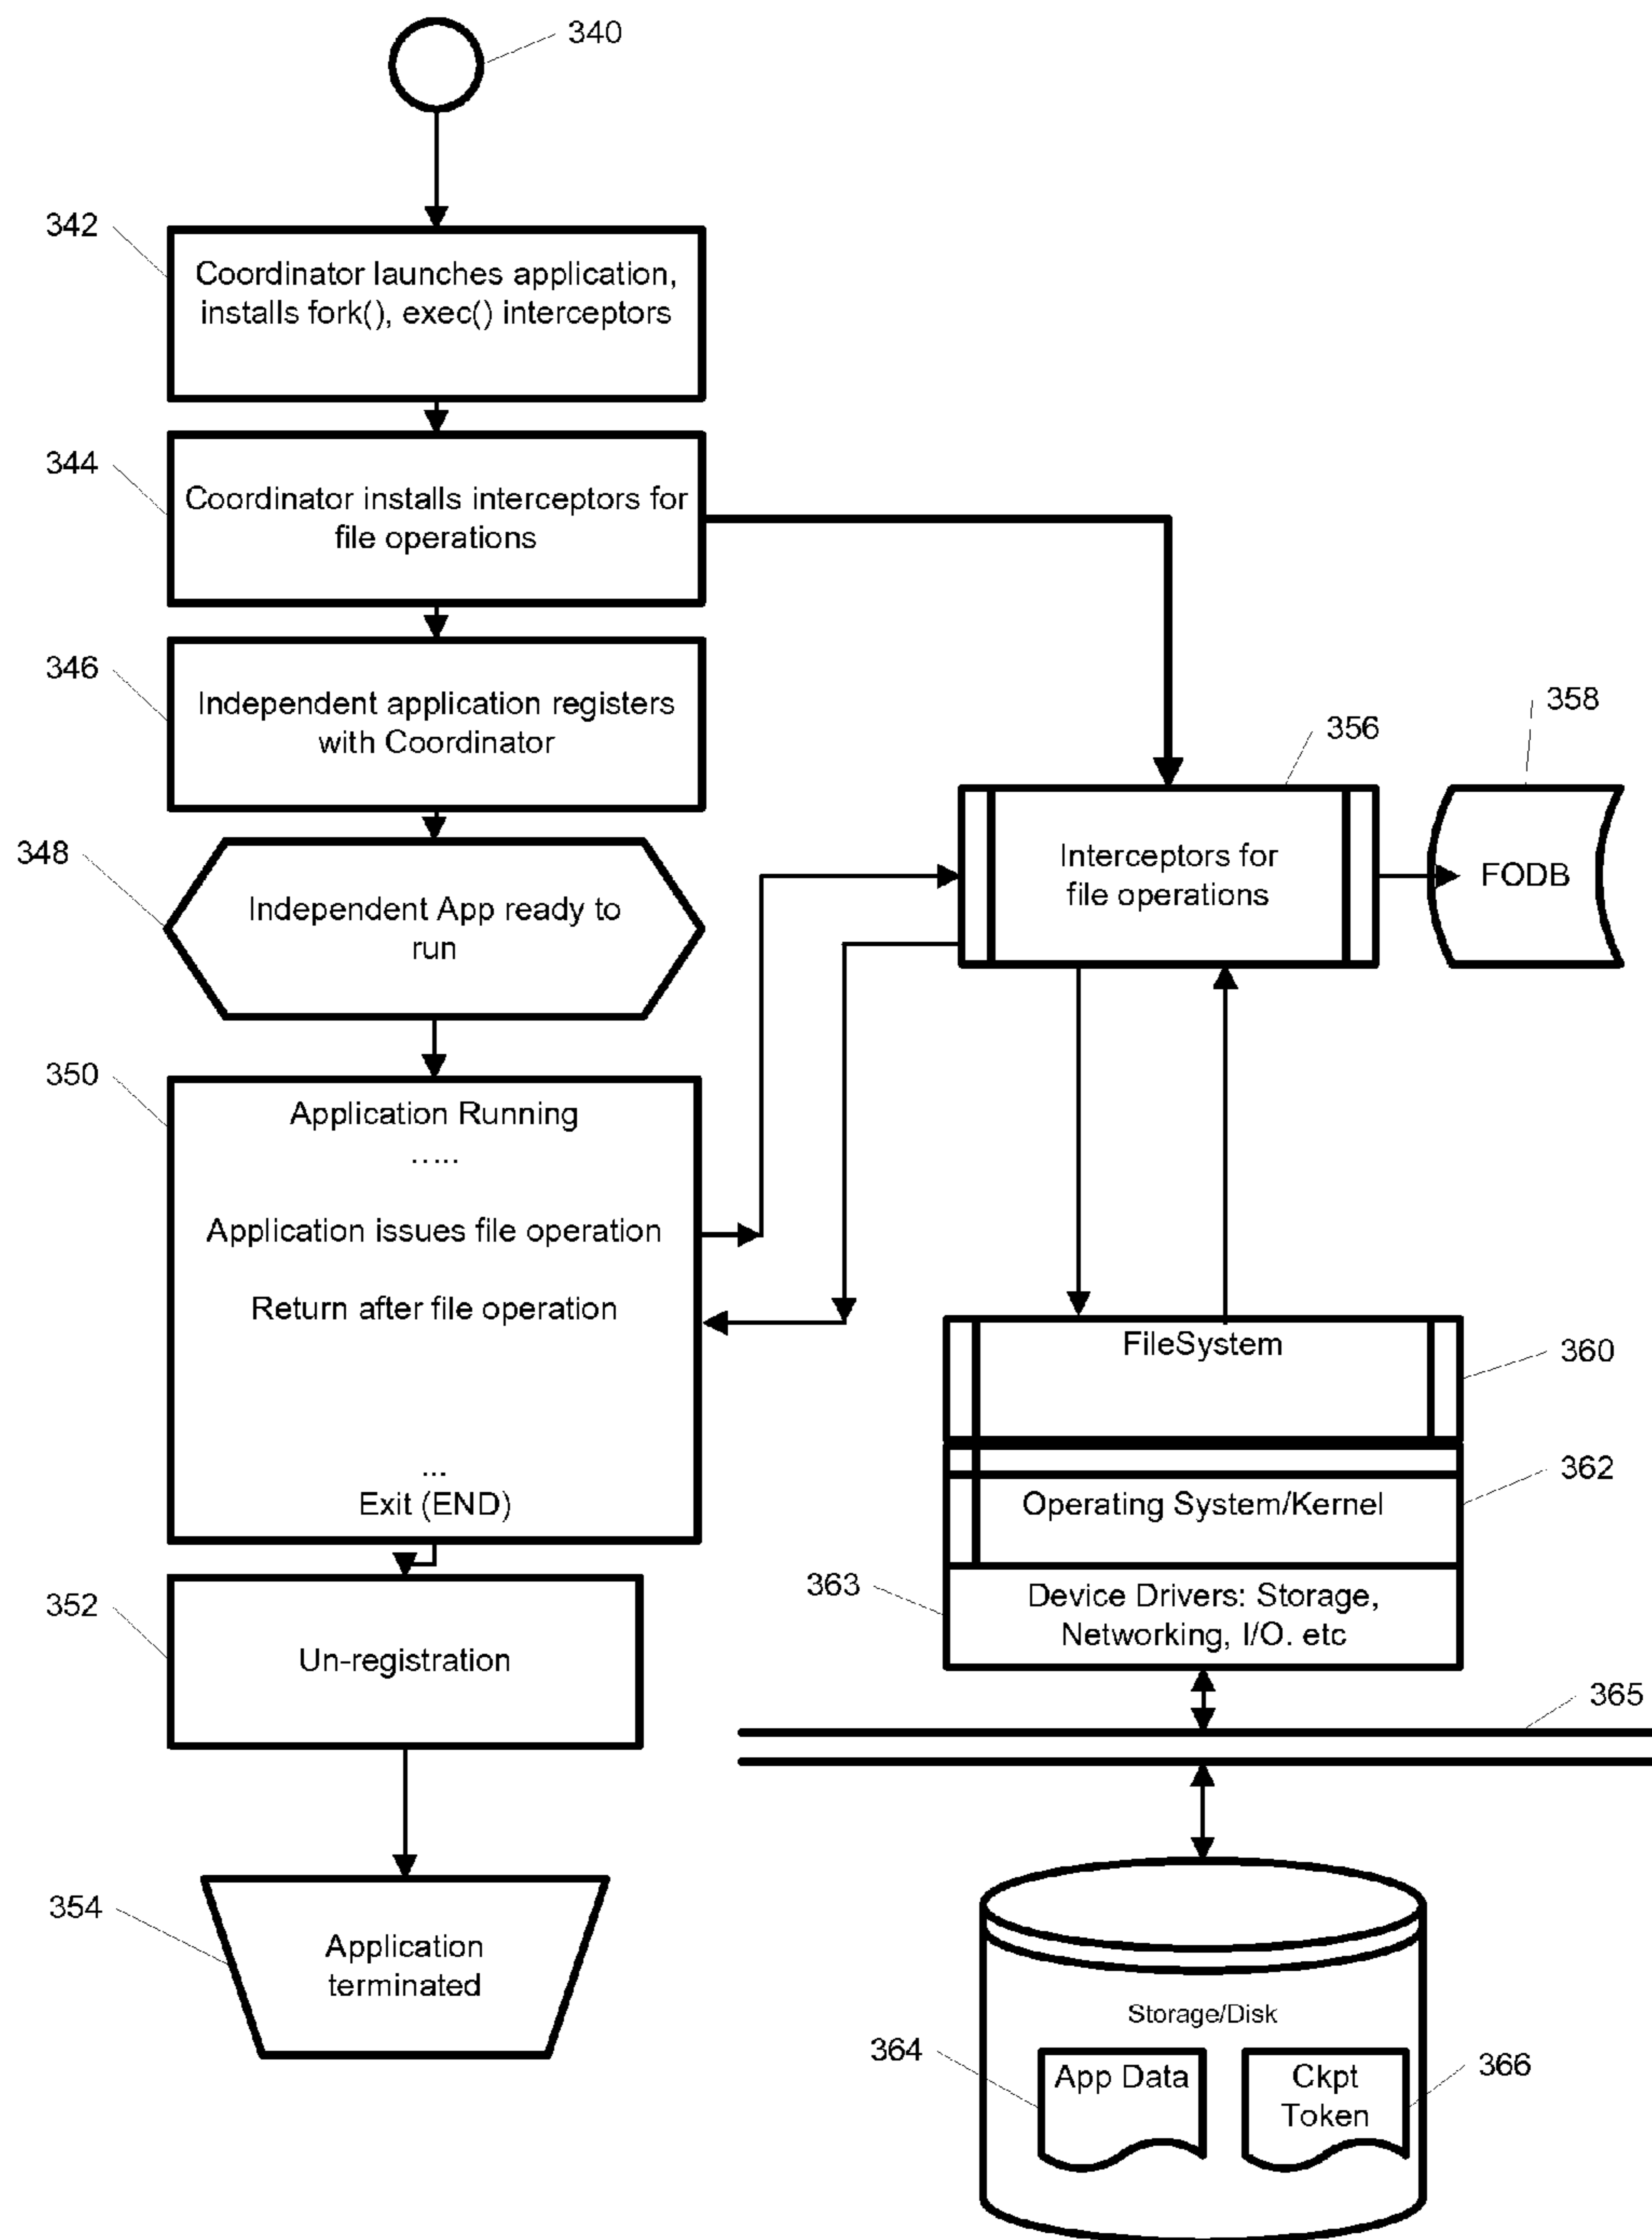 340
342
Coordinator launches application,
installs fork(), exec() interceptors
344
Coordinator installs interceptors for
file operations
346
Independent application registers
with Coordinator
348
Independent App ready to
run
350
Application Running
.....
Application issues file operation
Return after file operation
...
Exit (END)
352
Un-registration
354
Application
terminated
356
Interceptors for
file operations
358
FODB
FileSystem
360
Operating System/Kernel
362
363
Device Drivers: Storage,
Networking, I/O. etc
365
Storage/Disk
364
App Data
Ckpt
Token
366